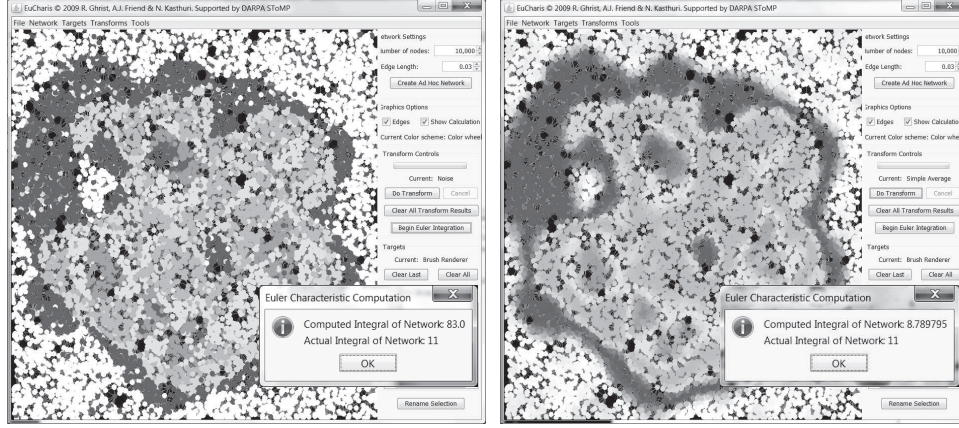 EuCharis © 2009 R. Ghrist, A.J. Friend & N. Kasthuri. Supported by DARPA SToMP
File Network Targets Transforms Tools
etwork Settings
lumber of nodes: 10,000
Edge Length: 0.03
Create Ad Hoc Network
Graphics Options
Edges Show Calculation
Current Color scheme: Color wheel
Transform Controls
Current: Noise
Do Transform Cancel
Clear All Transform Results
Begin Euler Integration
Targets
Current: Brush Renderer
Clear Last Clear All
Euler Characteristic Computation
Computed Integral of Network: 83.0
Actual Integral of Network: 11
OK
Rename Selection
EuCharis © 2009 R. Ghrist, A.J. Friend & N. Kasthuri. Supported by DARPA SToMP
File Network Targets Transforms Tools
etwork Settings
lumber of nodes: 10,000
Edge Length: 0.03
Create Ad Hoc Network
Graphics Options
Edges Show Calculatio
Current Color scheme: Color whee
Transform Controls
Current: Simple Average
Do Transform Cancel
Clear All Transform Results
Begin Euler Integration
Targets
Current: Brush Renderer
Clear Last Clear All
Euler Characteristic Computation
Computed Integral of Network: 8.789795
Actual Integral of Network: 11
OK
Rename Selection